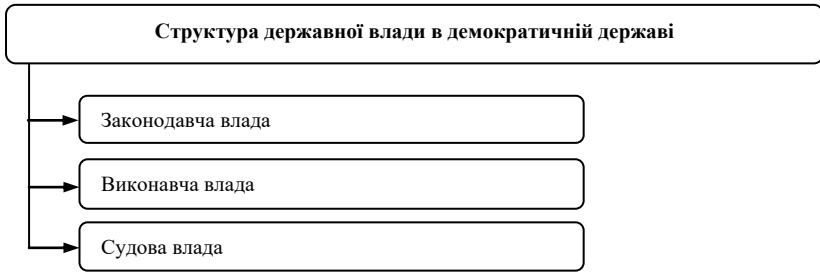 Структура державної влади в демократичній державі
Законодавча влада
Виконавча влада
Судова влада